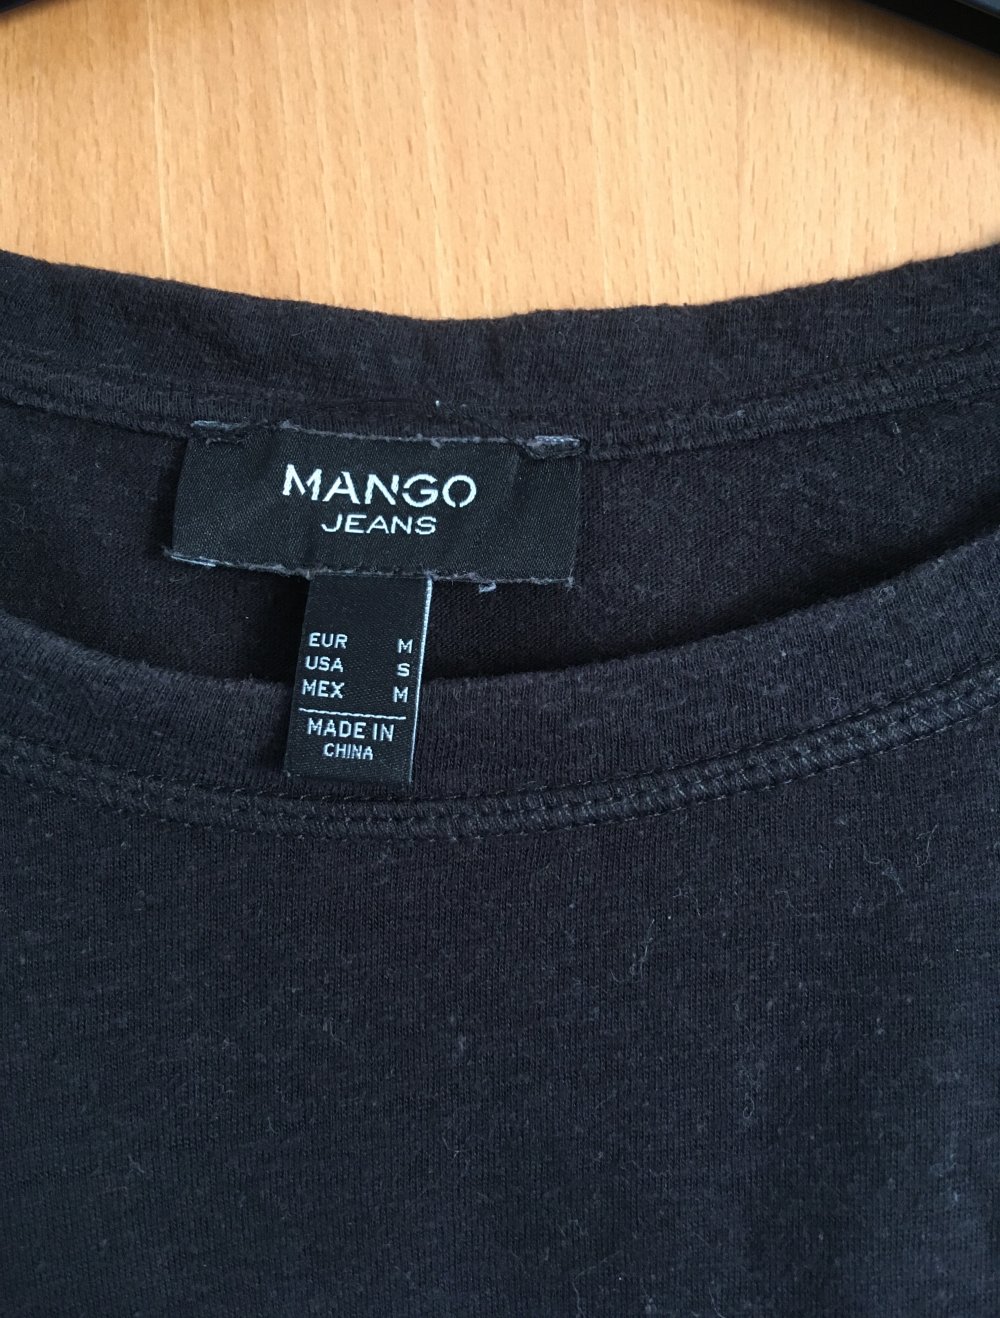 MANGO
JEANS
EUR M
USA S
MEX M
MADE IN
CHINA